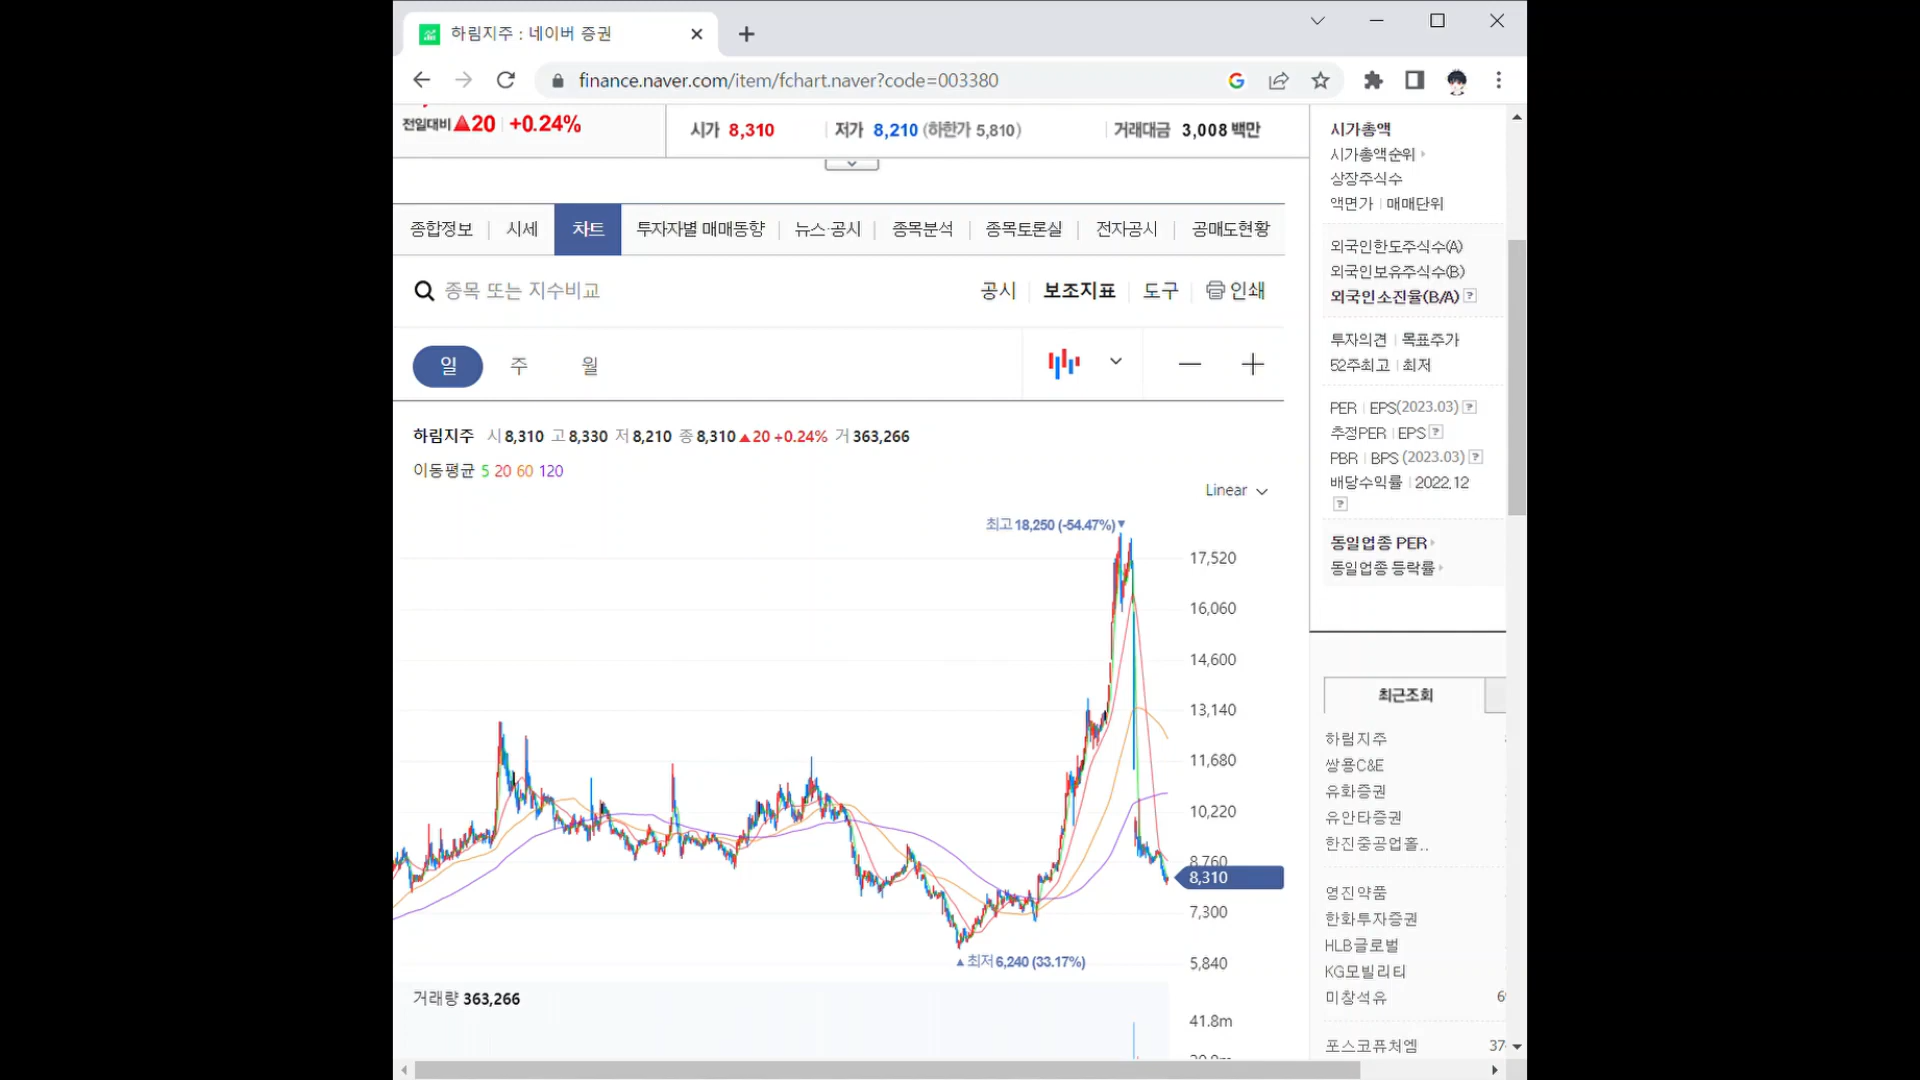 하림지주 : 네이버 증권
finance.naver.com/item/fchart.naver?code=003380
전일대비 ▲20 +0.24%
시가 8,310 저가 8,210 (하한가 5,810) 거래대금 3,008 백만
종합정보 시세 차트 투자자별 매매동향 뉴스·공시 종목분석 종목토론실 전자공시 공매도현황
종목 또는 지수비교
공시 보조지표 도구 인쇄
일 주 월
하림지주 시 8,310 고 8,330 저 8,210 종 8,310 ▲20 +0.24% 거 363,266
이동평균 5 20 60 120
Linear
최고 18,250 (-54.47%)▼
17,520
16,060
14,600
13,140
11,680
10,220
8,760
8,310
7,300
5,840
▲최저 6,240 (33.17%)
거래량 363,266
41.8m
시가총액
시가총액순위
상장주식수
액면가 | 매매단위
외국인한도주식수(A)
외국인보유주식수(B)
외국인소진율(B/A) ?
투자의견 | 목표주가
52주최고 | 최저
PER | EPS(2023.03) ?
추정PER | EPS ?
PBR | BPS (2023.03) ?
배당수익률 | 2022.12
?
동일업종 PER
동일업종 등락률
최근조회
하림지주
쌍용C&E
유화증권
유안타증권
한진중공업홀..
영진약품
한화투자증권
HLB글로벌
KG모빌리티
미창석유
포스코퓨처엠